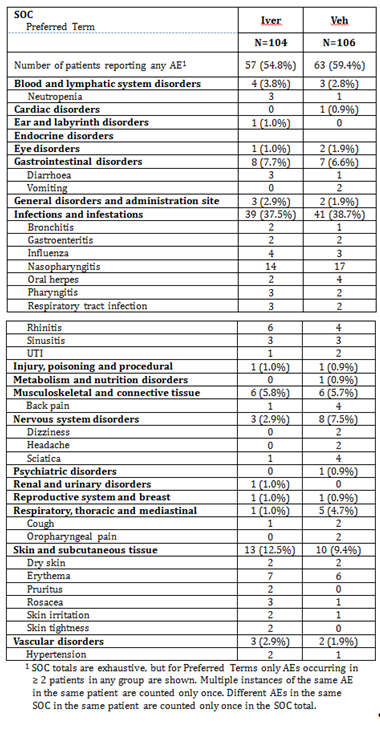 SOC Iver Veh
Preferred Term
N=104 N=106
Number of patients reporting any AE1 57 (54.8%) 63 (59.4%)
Blood and lymphatic system disorders 4 (3.8%) 3 (2.8%)
Neutropenia 3 1
Cardiac disorders 0 1 (0.9%)
Ear and labyrinth disorders 1 (1.0%) 0
Endocrine disorders
Eye disorders 1 (1.0%) 2 (1.9%)
Gastrointestinal disorders 8 (7.7%) 7 (6.6%)
Diarrhoea 3 1
Vomiting 0 2
General disorders and administration site 3 (2.9%) 2 (1.9%)
Infections and infestations 39 (37.5%) 41 (38.7%)
Bronchitis 2 1
Gastroenteritis 2 2
Influenza 4 3
Nasopharyngitis 14 17
Oral herpes 2 4
Pharyngitis 3 2
Respiratory tract infection 3 2
Rhinitis 6 4
Sinusitis 3 3
UTI 1 2
Injury, poisoning and procedural 1 (1.0%) 1 (0.9%)
Metabolism and nutrition disorders 0 1 (0.9%)
Musculoskeletal and connective tissue 6 (5.8%) 6 (5.7%)
Back pain 1 4
Nervous system disorders 3 (2.9%) 8 (7.5%)
Dizziness 0 2
Headache 0 2
Sciatica 1 4
Psychiatric disorders 0 1 (0.9%)
Renal and urinary disorders 1 (1.0%) 0
Reproductive system and breast 1 (1.0%) 1 (0.9%)
Respiratory, thoracic and mediastinal 1 (1.0%) 5 (4.7%)
Cough 1 2
Oropharyngeal pain 0 2
Skin and subcutaneous tissue 13 (12.5%) 10 (9.4%)
Dry skin 2 2
Erythema 7 6
Pruritus 2 0
Rosacea 3 1
Skin irritation 2 1
Skin tightness 2 0
Vascular disorders 3 (2.9%) 2 (1.9%)
Hypertension 2 1
1 SOC totals are exhaustive, but for Preferred Terms only AEs occurring in
≥ 2 patients in any group are shown. Multiple instances of the same AE
in the same patient are counted only once. Different AEs in the same
SOC in the same patient are counted only once in the SOC total.